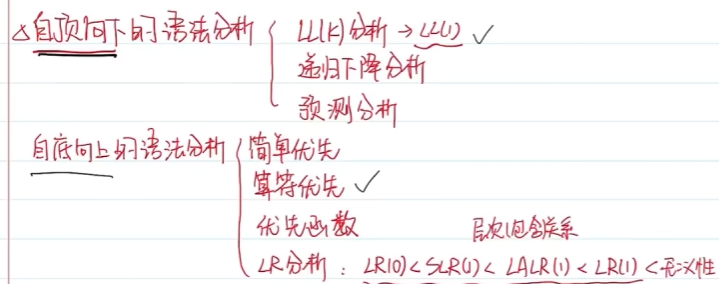 △自顶向下的语法分析 { LL(k)分析 → LL(1) ✓
递归下降分析
预测分析
自底向上的语法分析 { 简单优先
算符优先 ✓
优先函数 层次包含关系
LR分析：LR(0) < SLR(1) < LALR(1) < LR(1) < 无二义性